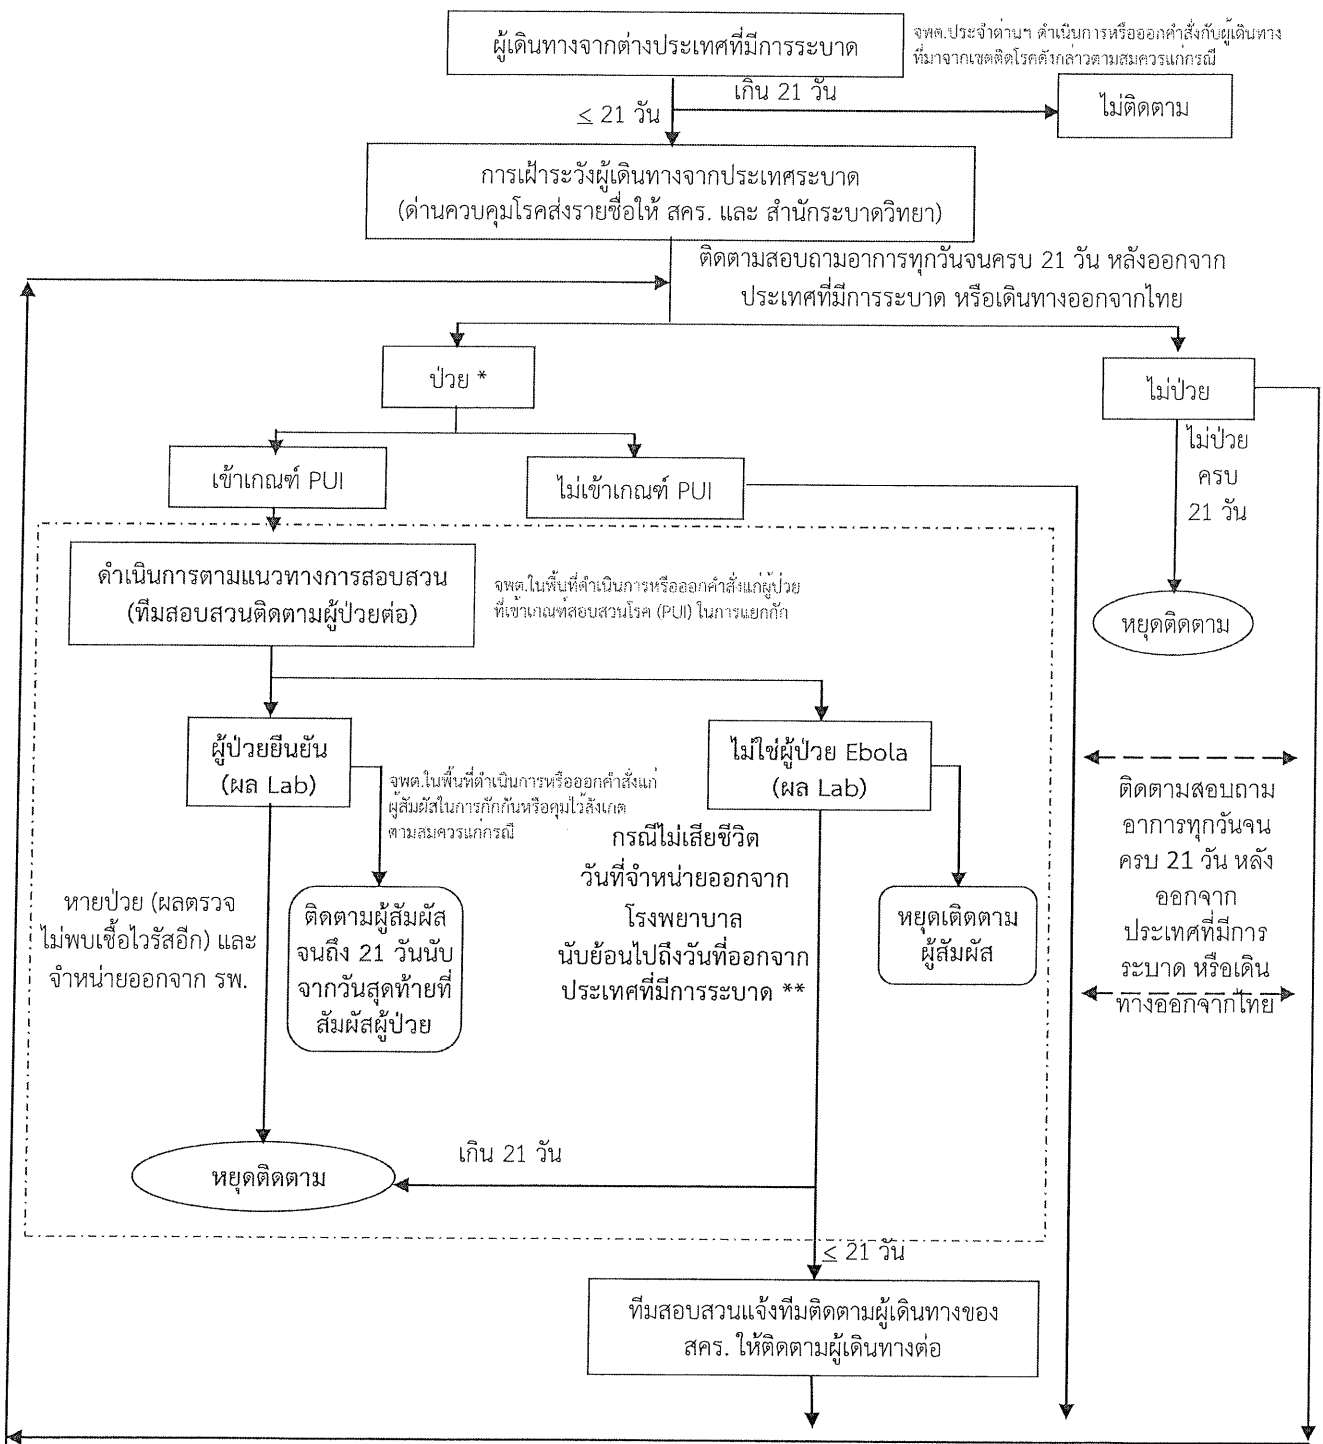 ผู้เดินทางจากต่างประเทศที่มีการระบาด
จพต.ประจำด่านฯ ดำเนินการหรือออกคำสั่งกับผู้เดินทาง
ที่มาจากเขตติดโรคดังกล่าวตามสมควรแก่กรณี
เกิน 21 วัน
≤ 21 วัน
ไม่ติดตาม
การเฝ้าระวังผู้เดินทางจากประเทศระบาด
(ด่านควบคุมโรคส่งรายชื่อให้ สคร. และ สำนักระบาดวิทยา)
ติดตามสอบถามอาการทุกวันจนครบ 21 วัน หลังออกจาก
ประเทศที่มีการระบาด หรือเดินทางออกจากไทย
ป่วย *
ไม่ป่วย
เข้าเกณฑ์ PUI
ไม่เข้าเกณฑ์ PUI
ไม่ป่วย
ครบ
21 วัน
หยุดติดตาม
ดำเนินการตามแนวทางการสอบสวน
(ทีมสอบสวนติดตามผู้ป่วยต่อ)
จพต.ในพื้นที่ดำเนินการหรือออกคำสั่งแก่ผู้ป่วย
ที่เข้าเกณฑ์สอบสวนโรค (PUI) ในการแยกกัก
ผู้ป่วยยืนยัน
(ผล Lab)
จพต.ในพื้นที่ดำเนินการหรือออกคำสั่งแก่
ผู้สัมผัสในการกักกันหรือคุมไว้สังเกต
ตามสมควรแก่กรณี
ไม่ใช่ผู้ป่วย Ebola
(ผล Lab)
กรณีไม่เสียชีวิต
วันที่จำหน่ายออกจาก
โรงพยาบาล
นับย้อนไปถึงวันที่ออกจาก
ประเทศที่มีการระบาด **
หยุดเติดตาม
ผู้สัมผัส
ติดตามสอบถาม
อาการทุกวันจน
ครบ 21 วัน หลัง
ออกจาก
ประเทศที่มีการ
ระบาด หรือเดิน
ทางออกจากไทย
หายป่วย (ผลตรวจ
ไม่พบเชื้อไวรัสอีก) และ
จำหน่ายออกจาก รพ.
ติดตามผู้สัมผัส
จนถึง 21 วันนับ
จากวันสุดท้ายที่
สัมผัสผู้ป่วย
หยุดติดตาม
เกิน 21 วัน
≤ 21 วัน
ทีมสอบสวนแจ้งทีมติดตามผู้เดินทางของ
สคร. ให้ติดตามผู้เดินทางต่อ